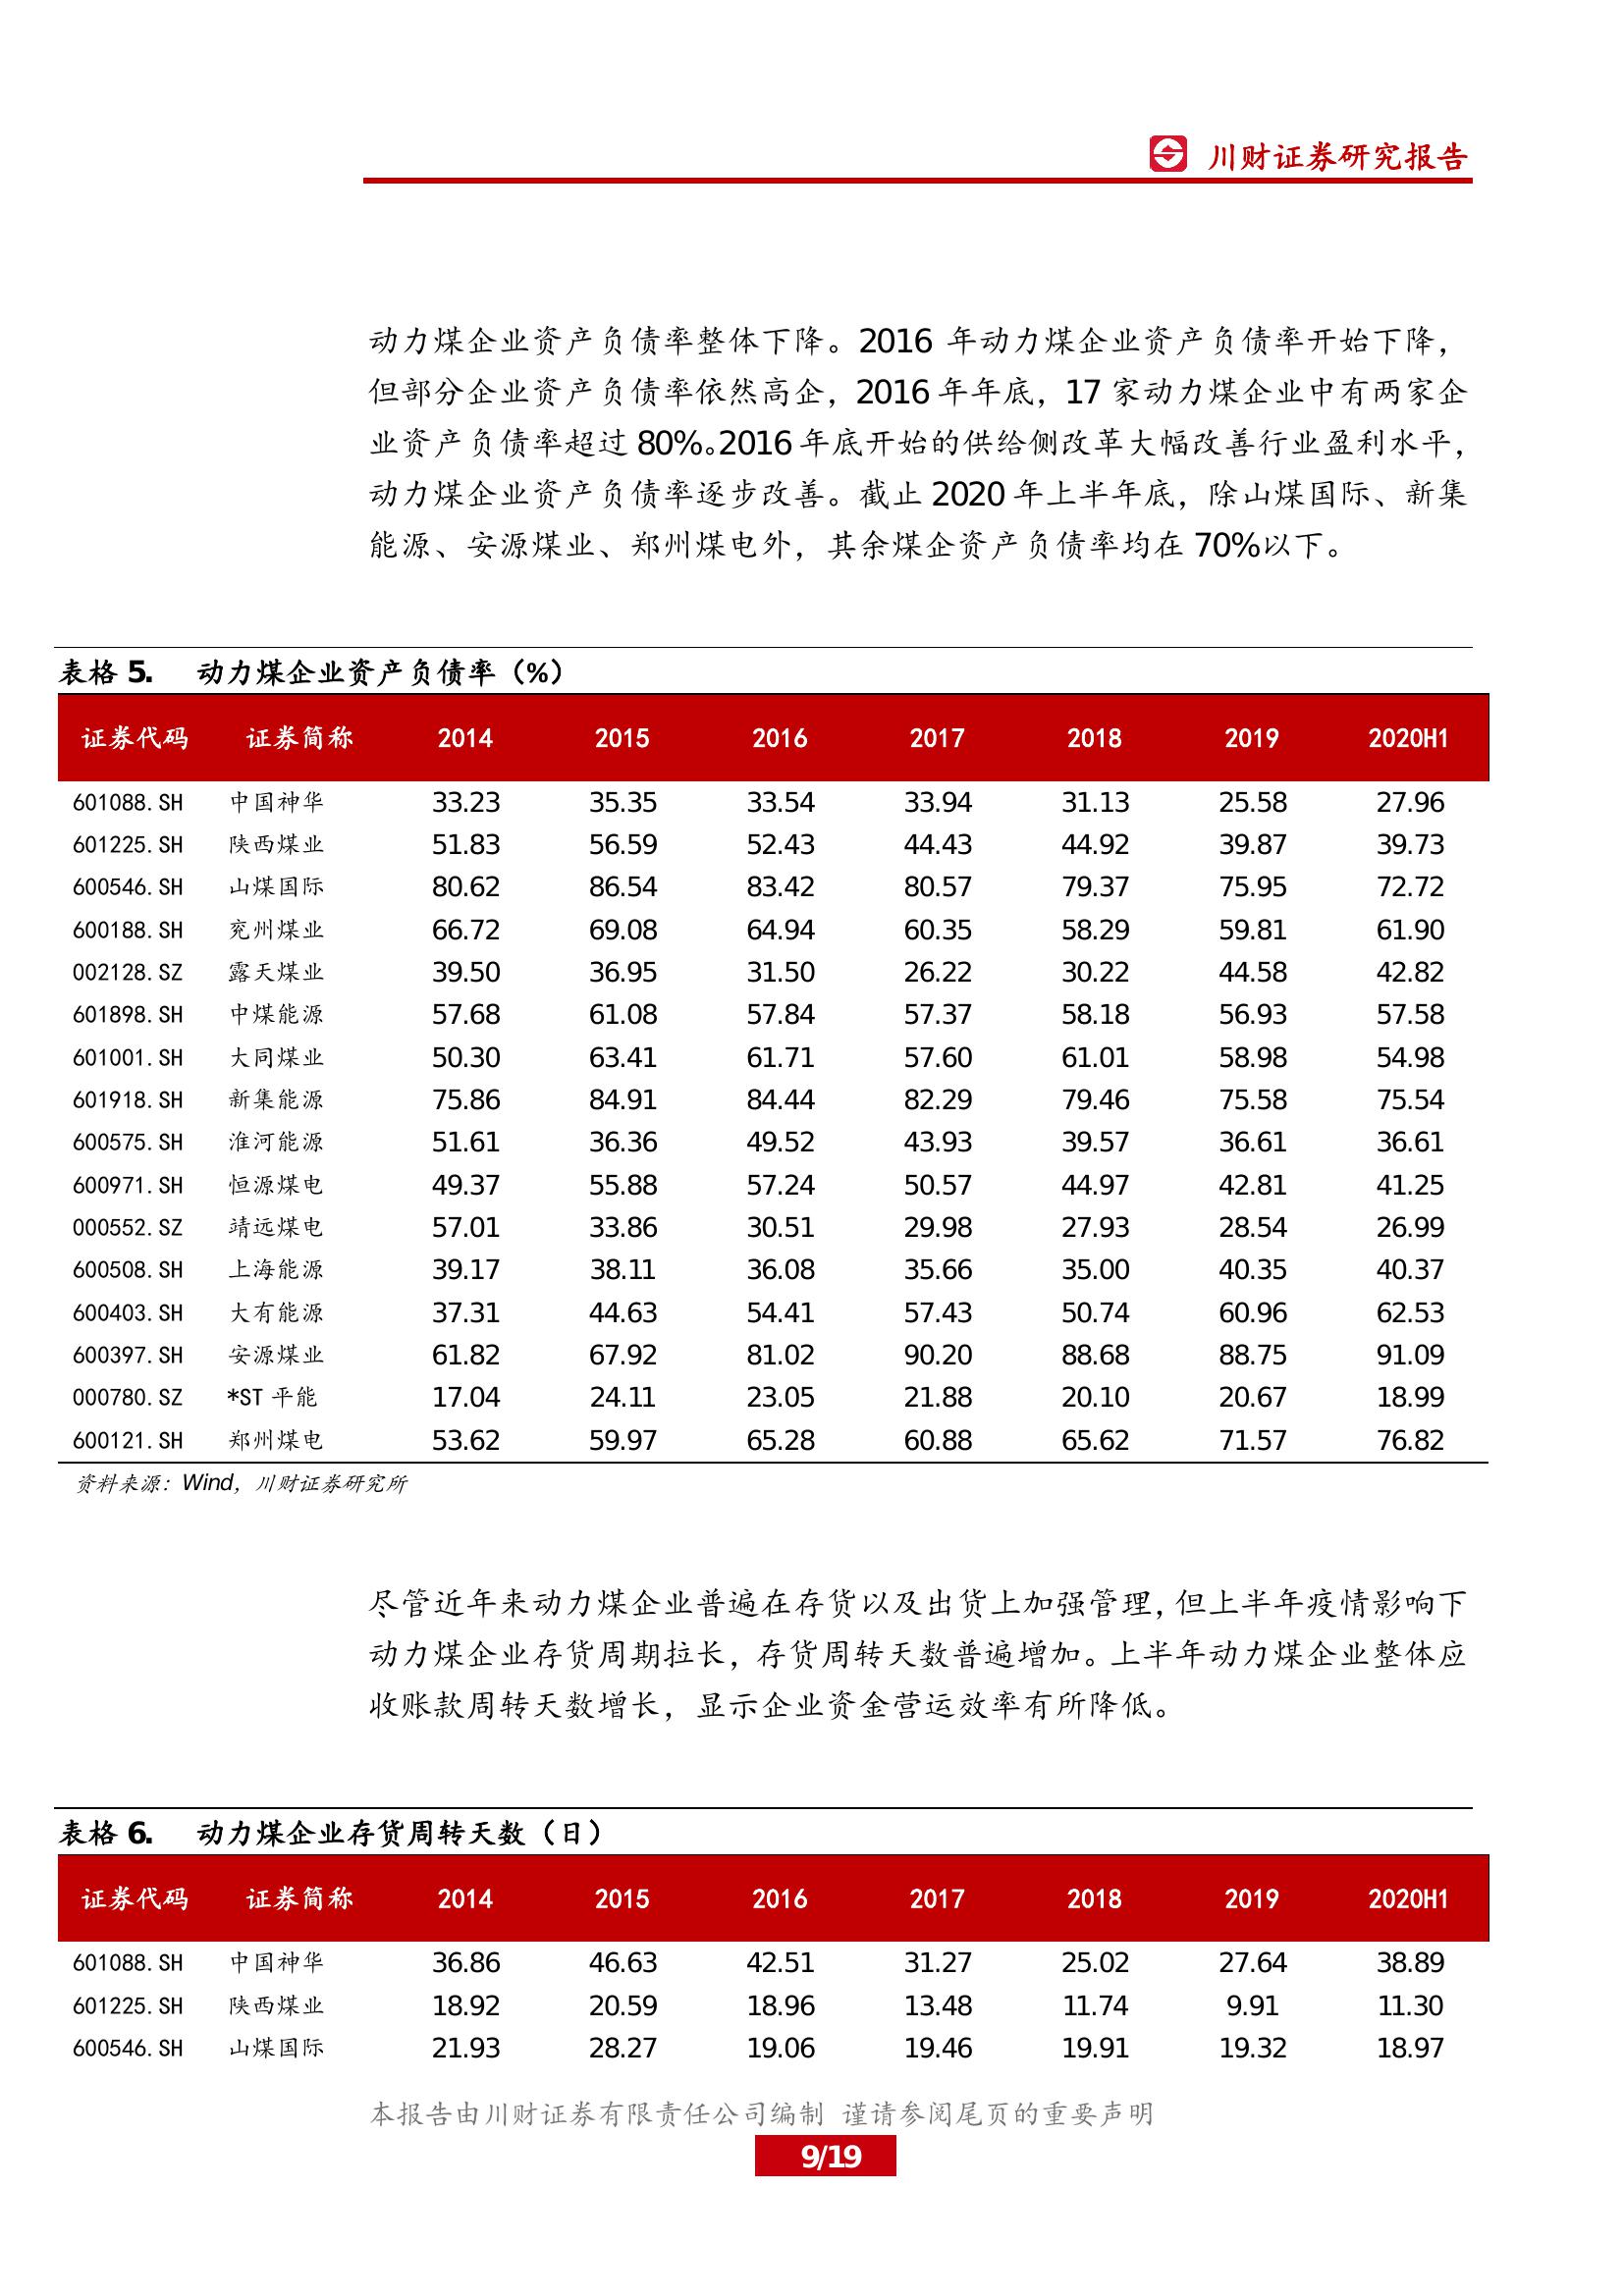 川财证券研究报告
动力煤企业资产负债率整体下降。2016 年动力煤企业资产负债率开始下降，
但部分企业资产负债率依然高企，2016 年年底，17 家动力煤企业中有两家企
业资产负债率超过 80%。2016 年底开始的供给侧改革大幅改善行业盈利水平，
动力煤企业资产负债率逐步改善。截止 2020 年上半年底，除山煤国际、新集
能源、安源煤业、郑州煤电外，其余煤企资产负债率均在 70%以下。
表格 5. 动力煤企业资产负债率（%）
证券代码 证券简称 2014 2015 2016 2017 2018 2019 2020H1
601088.SH 中国神华 33.23 35.35 33.54 33.94 31.13 25.58 27.96
601225.SH 陕西煤业 51.83 56.59 52.43 44.43 44.92 39.87 39.73
600546.SH 山煤国际 80.62 86.54 83.42 80.57 79.37 75.95 72.72
600188.SH 兖州煤业 66.72 69.08 64.94 60.35 58.29 59.81 61.90
002128.SZ 露天煤业 39.50 36.95 31.50 26.22 30.22 44.58 42.82
601898.SH 中煤能源 57.68 61.08 57.84 57.37 58.18 56.93 57.58
601001.SH 大同煤业 50.30 63.41 61.71 57.60 61.01 58.98 54.98
601918.SH 新集能源 75.86 84.91 84.44 82.29 79.46 75.58 75.54
600575.SH 淮河能源 51.61 36.36 49.52 43.93 39.57 36.61 36.61
600971.SH 恒源煤电 49.37 55.88 57.24 50.57 44.97 42.81 41.25
000552.SZ 靖远煤电 57.01 33.86 30.51 29.98 27.93 28.54 26.99
600508.SH 上海能源 39.17 38.11 36.08 35.66 35.00 40.35 40.37
600403.SH 大有能源 37.31 44.63 54.41 57.43 50.74 60.96 62.53
600397.SH 安源煤业 61.82 67.92 81.02 90.20 88.68 88.75 91.09
000780.SZ *ST 平能 17.04 24.11 23.05 21.88 20.10 20.67 18.99
600121.SH 郑州煤电 53.62 59.97 65.28 60.88 65.62 71.57 76.82
资料来源：Wind，川财证券研究所
尽管近年来动力煤企业普遍在存货以及出货上加强管理，但上半年疫情影响下
动力煤企业存货周期拉长，存货周转天数普遍增加。上半年动力煤企业整体应
收账款周转天数增长，显示企业资金营运效率有所降低。
表格 6. 动力煤企业存货周转天数（日）
证券代码 证券简称 2014 2015 2016 2017 2018 2019 2020H1
601088.SH 中国神华 36.86 46.63 42.51 31.27 25.02 27.64 38.89
601225.SH 陕西煤业 18.92 20.59 18.96 13.48 11.74 9.91 11.30
600546.SH 山煤国际 21.93 28.27 19.06 19.46 19.91 19.32 18.97
本报告由川财证券有限责任公司编制 谨请参阅尾页的重要声明
9/19